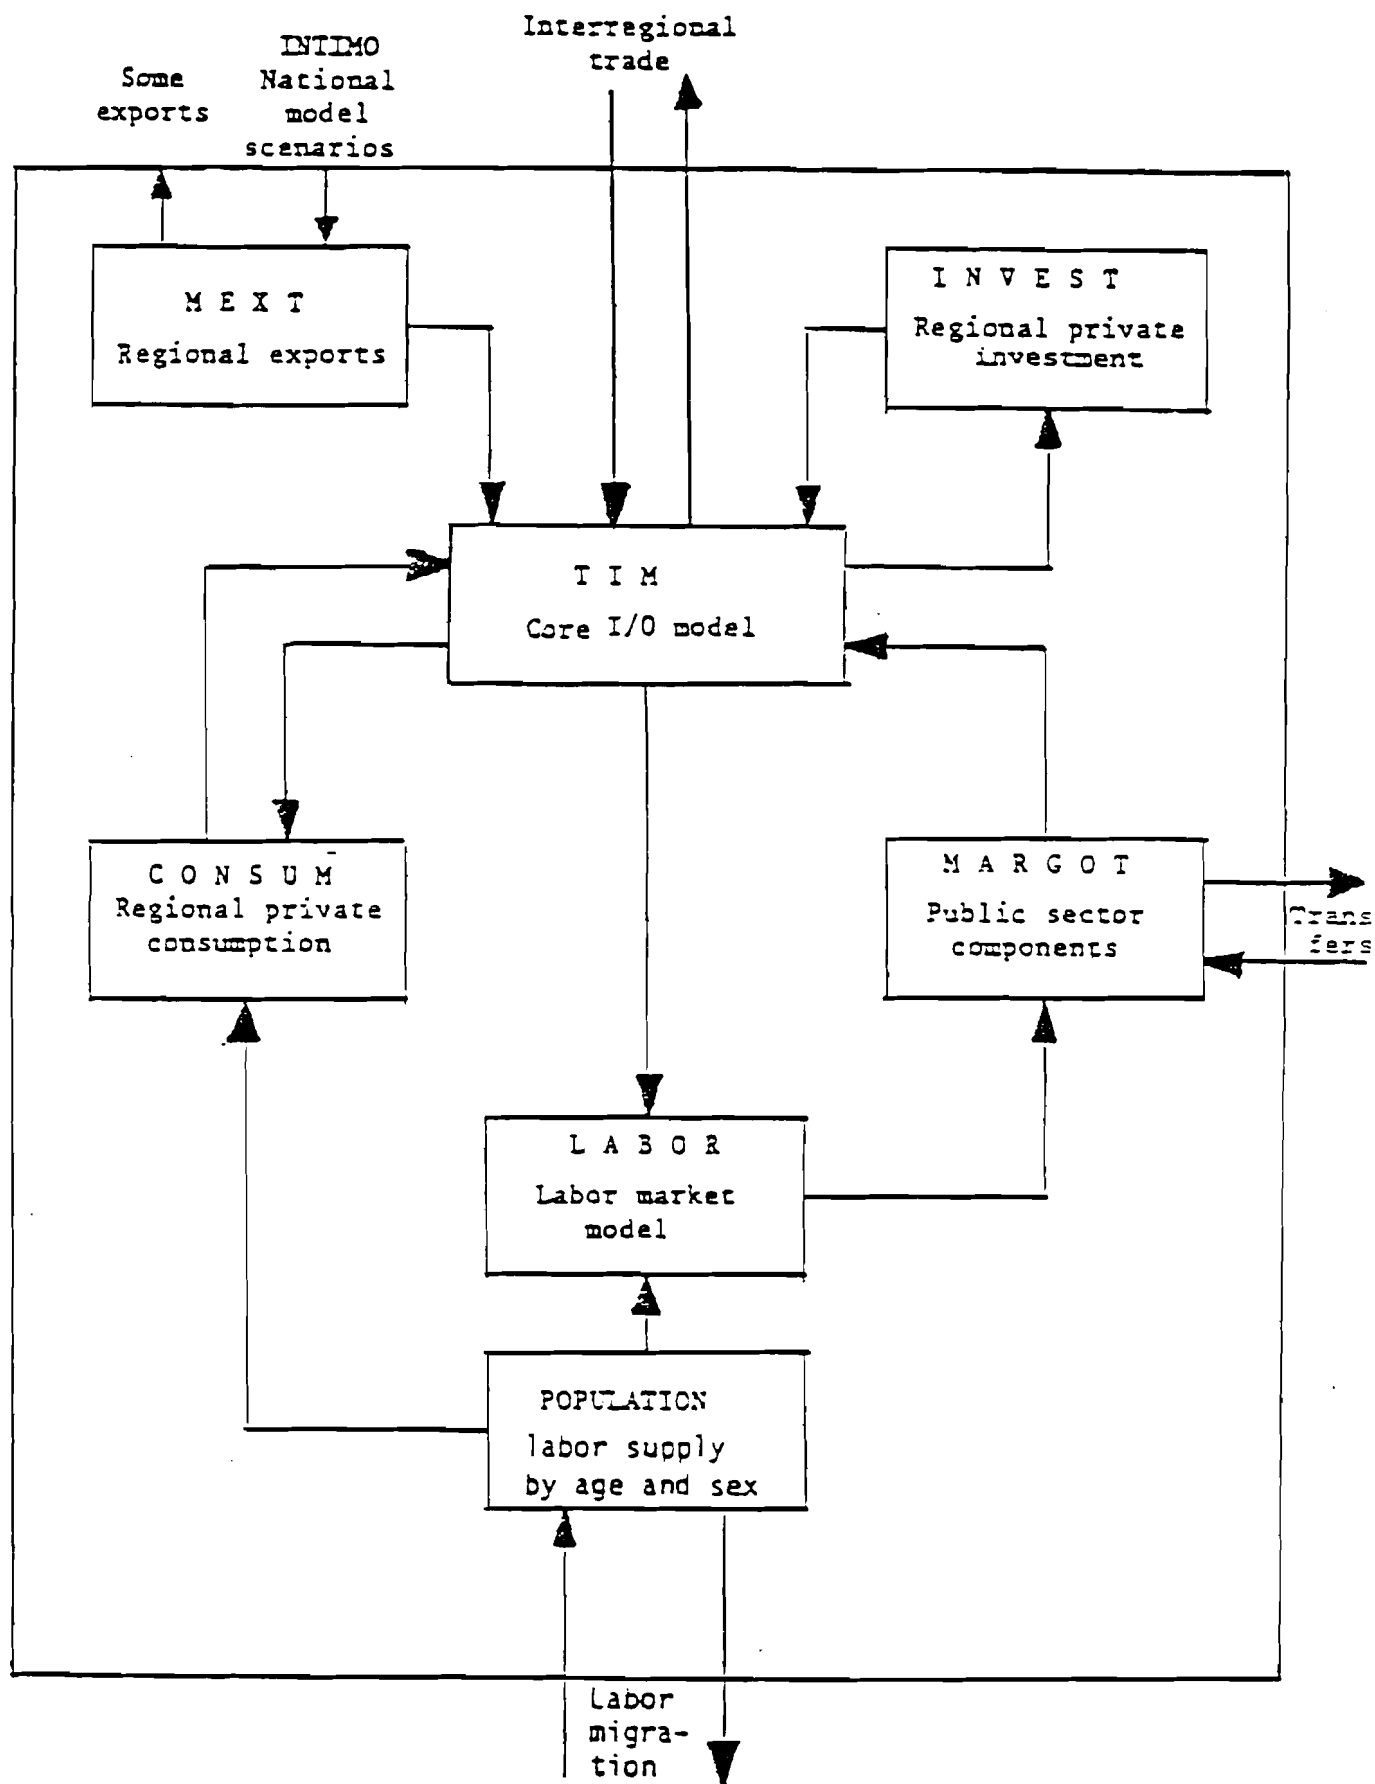 Some
exports
INTIMO
National
model
scenarios
Interregional
trade
M E X T
Regional exports
I N V E S T
Regional private
investment
T I M
Core I/O model
C O N S U M
Regional private
consumption
M A R G O T
Public sector
components
Trans
fers
L A B O R
Labor market
model
POPULATION
labor supply
by age and sex
Labor
migra-
tion